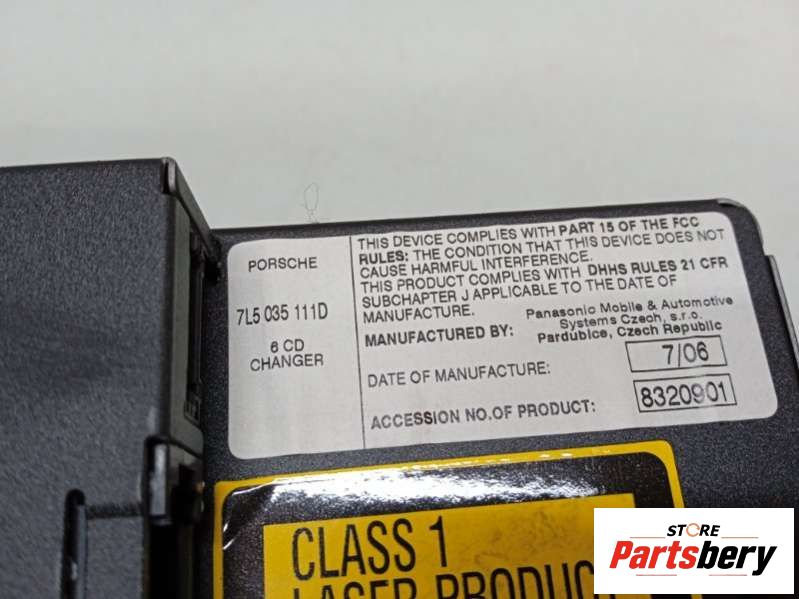 PORSCHE
7L5 035 111D
6 CD
CHANGER
THIS DEVICE COMPLIES WITH PART 15 OF THE FCC
RULES: THE CONDITION THAT THIS DEVICE DOES NOT
CAUSE HARMFUL INTERFERENCE.
THIS PRODUCT COMPLIES WITH DHHS RULES 21 CFR
SUBCHAPTER J APPLICABLE TO THE DATE OF
MANUFACTURE.
MANUFACTURED BY: Panasonic Mobile & Automotive
Systems Czech, s.r.o.
Pardubice, Czech Republic
DATE OF MANUFACTURE: 7/06
ACCESSION NO.OF PRODUCT: 8320901
CLASS 1
LASER PRODUCT
STORE
Partsbery